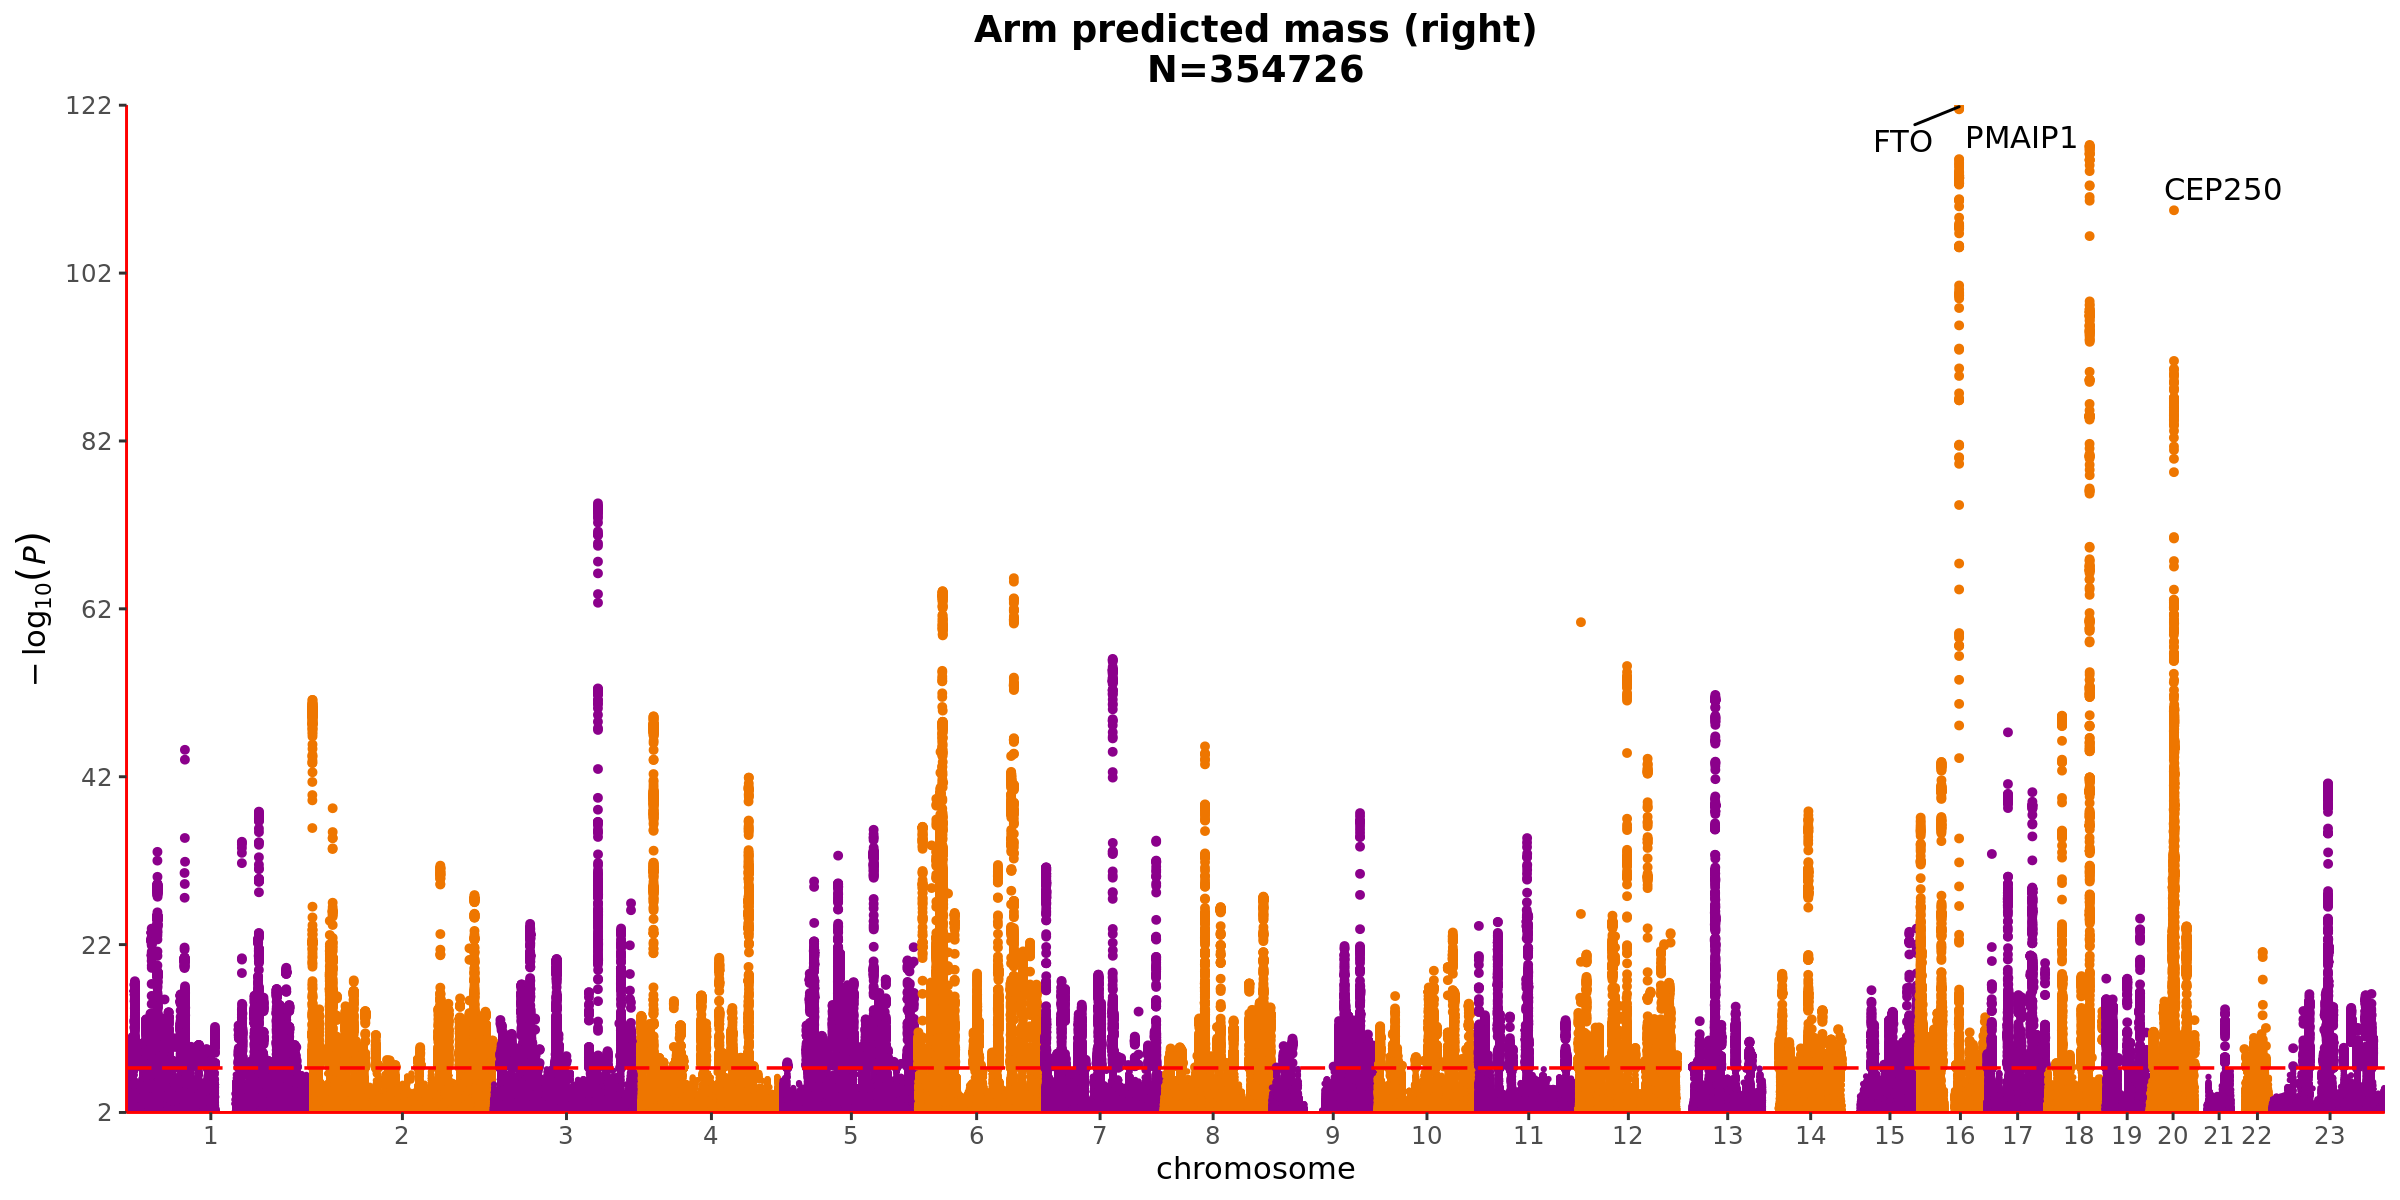 Arm predicted mass (right)
N=354726
122
102
82
62
42
22
2
− log10(P)
FTO
PMAIP1
CEP250
1 2 3 4 5 6 7 8 9 10 11 12 13 14 15 16 17 18 19 20 21 22 23
chromosome